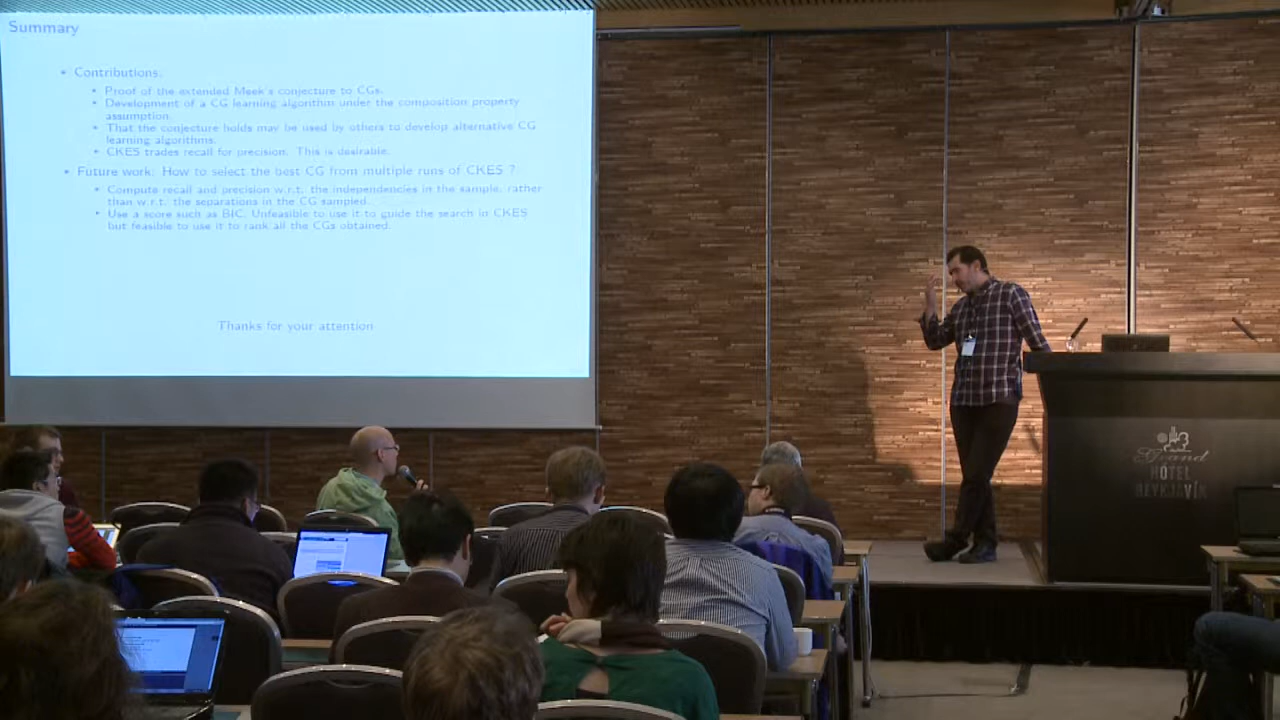 Summary
Contributions:
Proof of the extended Meek's conjecture to CGs.
Development of a CG learning algorithm under the composition property
assumption.
That the conjecture holds may be used by others to develop alternative CG
learning algorithms.
CKES trades recall for precision. This is desirable.
Future work: How to select the best CG from multiple runs of CKES ?
Compute recall and precision w.r.t. the independencies in the sample, rather
than w.r.t. the separations in the CG sampled.
Use a score such as BIC. Unfeasible to use it to guide the search in CKES
but feasible to use it to rank all the CGs obtained.
Thanks for your attention
Grand
HÓTEL
REYKJAVÍK